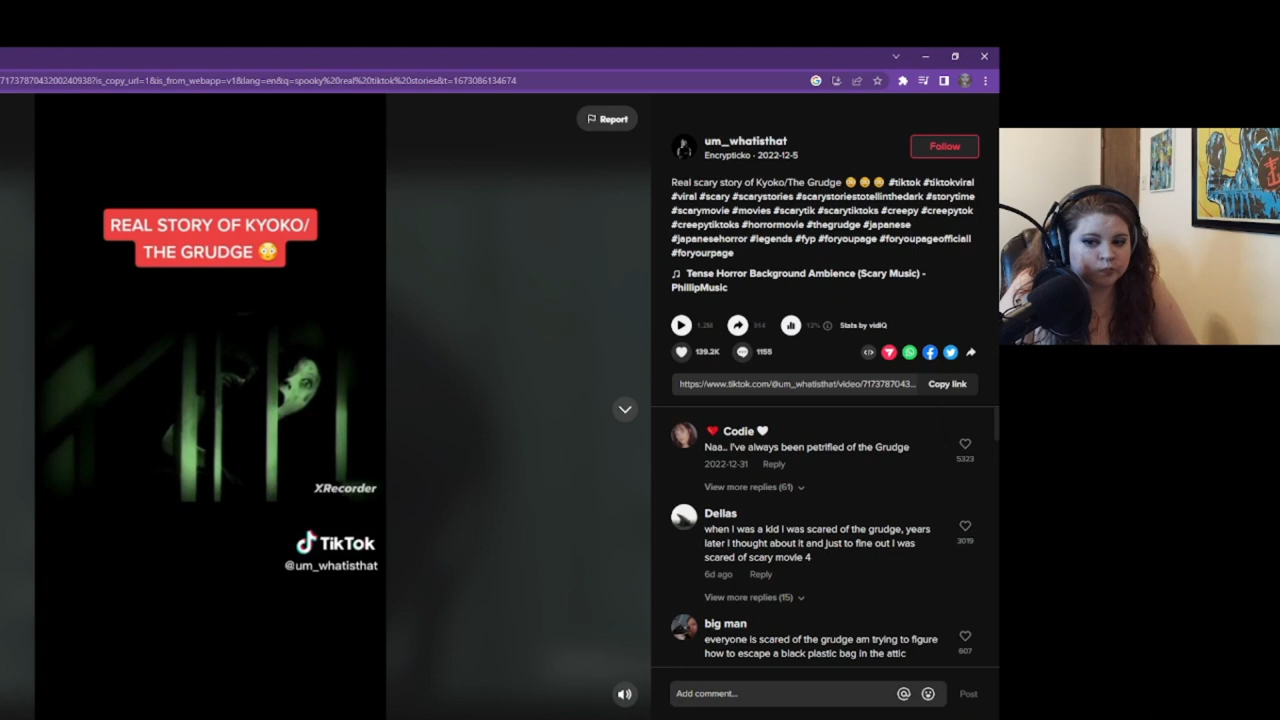 7173787043200240938?is_copy_url=1&is_from_webapp=v1&lang=en&q=spooky%20real%20tiktok%20stories&t=1673086134674
Report
REAL STORY OF KYOKO/
THE GRUDGE 😳
XRecorder
TikTok
@um_whatisthat
um_whatisthat
Encrypticko · 2022-12-5
Follow
Real scary story of Kyoko/The Grudge 😳 😳 😳 #tiktok #tiktokviral
#viral #scary #scarystories #scarystoriestotellinthedark #storytime
#scarymovie #movies #scarytik #scarytiktoks #creepy #creepytok
#creepytiktoks #horrormovie #thegrudge #japanese
#japanesehorror #legends #fyp #foryoupage #foryoupageofficiall
#foryourpage
♫ Tense Horror Background Ambience (Scary Music) -
PhillipMusic
1.2M 914 12% Stats by vidIQ
139.2K 1155
https://www.tiktok.com/@um_whatisthat/video/7173787043... Copy link
❤️ Codie 🤍
Naa.. I've always been petrified of the Grudge
2022-12-31 Reply
5323
View more replies (61)
Dellas
when I was a kid I was scared of the grudge, years
later I thought about it and just to fine out I was
scared of scary movie 4
3019
6d ago Reply
View more replies (15)
big man
everyone is scared of the grudge am trying to figure
how to escape a black plastic bag in the attic
607
Add comment...
Post